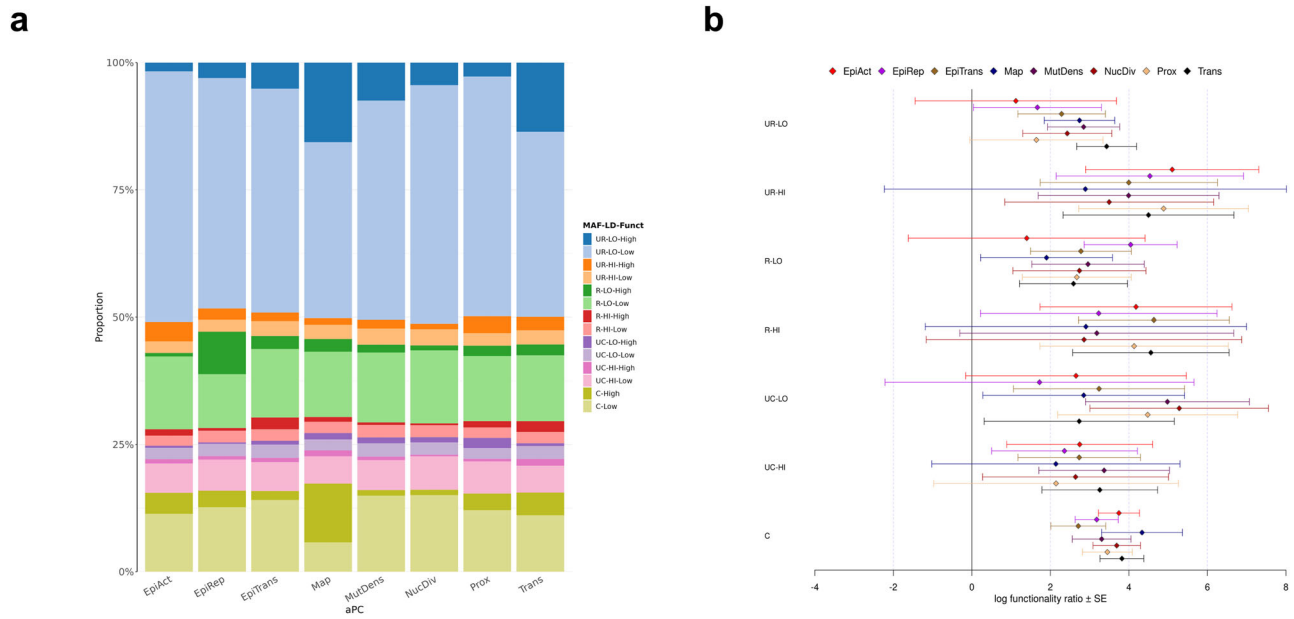 a
100%
75%
50%
25%
0%
Proportion
EpiAct
EpiRep
EpiTrans
Map
MutDens
NucDiv
Prox
Trans
aPC
MAF-LD-Funct
UR-LO-High
UR-LO-Low
UR-HI-High
UR-HI-Low
R-LO-High
R-LO-Low
R-HI-High
R-HI-Low
UC-LO-High
UC-LO-Low
UC-HI-High
UC-HI-Low
C-High
C-Low
b
EpiAct EpiRep EpiTrans Map MutDens NucDiv Prox Trans
UR-LO
UR-HI
R-LO
R-HI
UC-LO
UC-HI
C
-4 -2 0 2 4 6 8
log functionality ratio ± SE